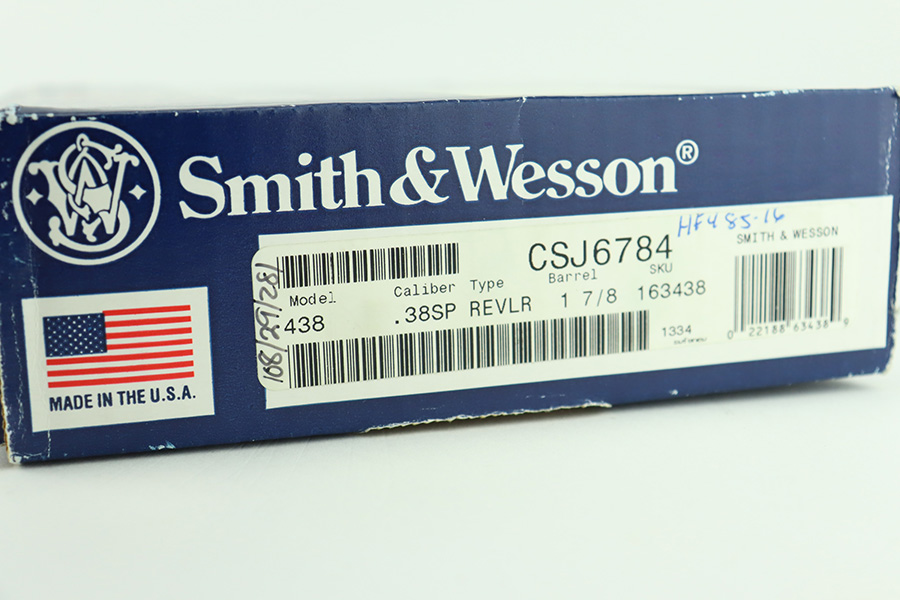 Smith & Wesson®
HF485-16
CSJ6784
SMITH & WESSON
Model Caliber Type Barrel SKU
438 .38SP REVLR 1 7/8 163438
1334
0 22188 63438 9
MADE IN THE U.S.A.